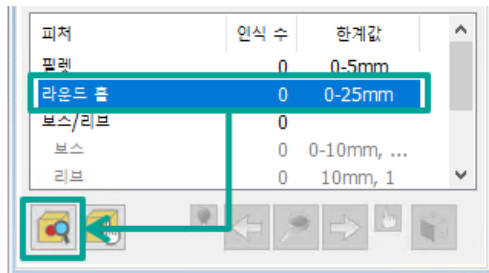 피처 인식 수 한계값
필렛 0 0-5mm
라운드 홀 0 0-25mm
보스/리브 0
보스 0 0-10mm, ...
리브 0 10mm, 1